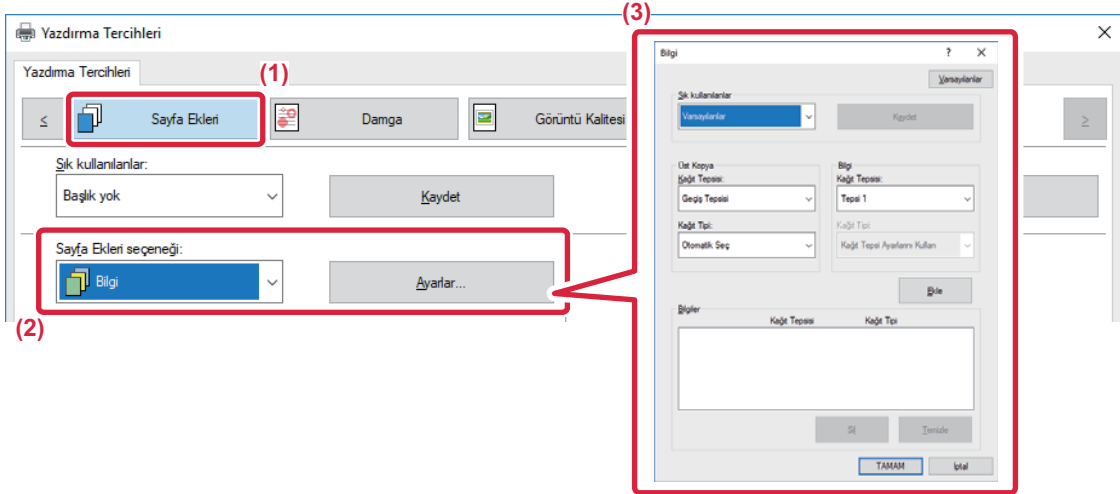 (3)
Yazdırma Tercihleri
Yazdırma Tercihleri
(1)
≤
Sayfa Ekleri
Damga
Görüntü Kalitesi
≥
Sık kullanılanlar:
Başlık yok
Kaydet
Sayfa Ekleri seçeneği:
Bilgi
Ayarlar...
(2)
Bilgi
?
Varsayılanlar
Sık kullanılanlar
Varsayılanlar
Kaydet
Üst Kopya
Kağıt Tepsisi:
Geçiş Tepsisi
Kağıt Tipi:
Otomatik Seç
Bilgi
Kağıt Tepsisi:
Tepsi 1
Kağıt Tipi:
Kağıt Tepsi Ayarlarını Kullan
Ekle
Bilgiler
Kağıt Tepsisi Kağıt Tipi
Sil
Temizle
TAMAM
İptal